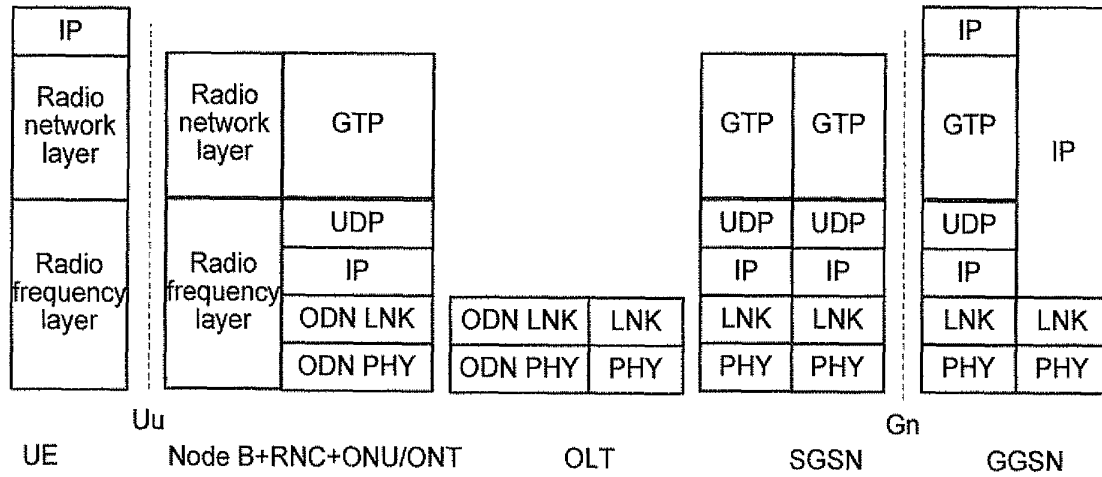 IP
IP
Radio
network
layer
Radio
network
layer
GTP
GTP
GTP
GTP
IP
UDP
UDP
UDP
UDP
Radio
frequency
layer
Radio
frequency
layer
IP
IP
IP
IP
ODN LNK
ODN LNK
LNK
LNK
LNK
LNK
LNK
ODN PHY
ODN PHY
PHY
PHY
PHY
PHY
PHY
Uu
Gn
UE
Node B+RNC+ONU/ONT
OLT
SGSN
GGSN